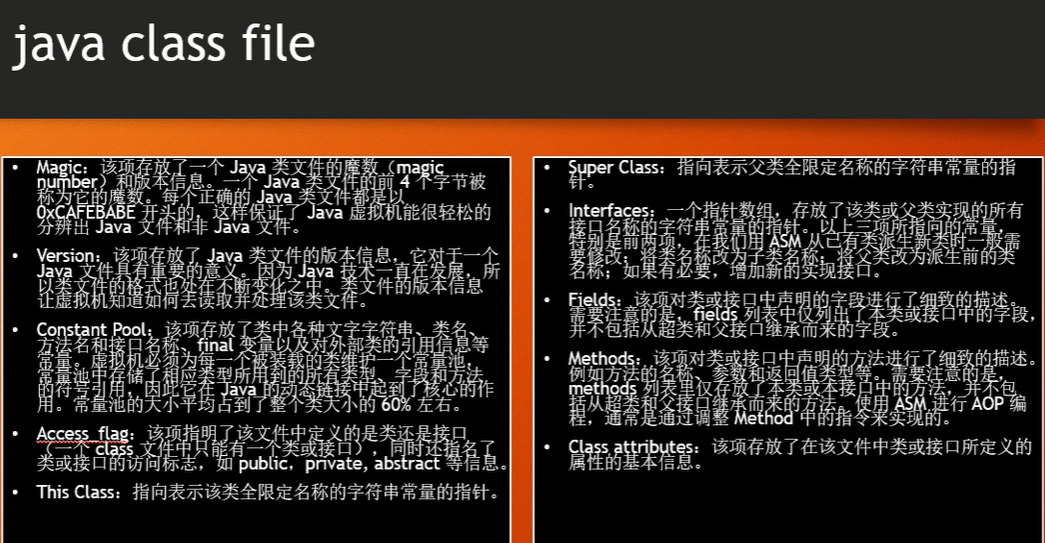 java class file
• Magic：该项存放了一个 Java 类文件的魔数（magic
number）和版本信息。一个 Java 类文件的前 4 个字节被
称为它的魔数。每个正确的 Java 类文件都是以
0xCAFEBABE 开头的，这样保证了 Java 虚拟机能很轻松的
分辨出 Java 文件和非 Java 文件。
• Version：该项存放了 Java 类文件的版本信息，它对于一个
Java 文件具有重要的意义。因为 Java 技术一直在发展，所
以类文件的格式也处在不断变化之中。类文件的版本信息
让虚拟机知道如何去读取并处理该类文件。
• Constant Pool：该项存放了类中各种文字字符串、类名、
方法名和接口名称、final 变量以及对外部类的引用信息等
常量。虚拟机必须为每一个被装载的类维护一个常量池，
常量池中存储了相应类型所用到的所有类型、字段和方法
的符号引用，因此它在 Java 的动态链接中起到了核心的作
用。常量池的大小平均占到了整个类大小的 60% 左右。
• Access_flag：该项指明了该文件中定义的是类还是接口
（一个 class 文件中只能有一个类或接口），同时还指名了
类或接口的访问标志，如 public，private, abstract 等信息。
• This Class：指向表示该类全限定名称的字符串常量的指针。
• Super Class：指向表示父类全限定名称的字符串常量的指
针。
• Interfaces：一个指针数组，存放了该类或父类实现的所有
接口名称的字符串常量的指针。以上三项所指向的常量，
特别是前两项，在我们用 ASM 从已有类派生新类时一般需
要修改：将类名称改为子类名称；将父类改为派生前的类
名称；如果有必要，增加新的实现接口。
• Fields：该项对类或接口中声明的字段进行了细致的描述。
需要注意的是，fields 列表中仅列出了本类或接口中的字段，
并不包括从超类和父接口继承而来的字段。
• Methods：该项对类或接口中声明的方法进行了细致的描述。
例如方法的名称、参数和返回值类型等。需要注意的是，
methods 列表里仅存放了本类或本接口中的方法，并不包
括从超类和父接口继承而来的方法。使用 ASM 进行 AOP 编
程，通常是通过调整 Method 中的指令来实现的。
• Class attributes：该项存放了在该文件中类或接口所定义的
属性的基本信息。